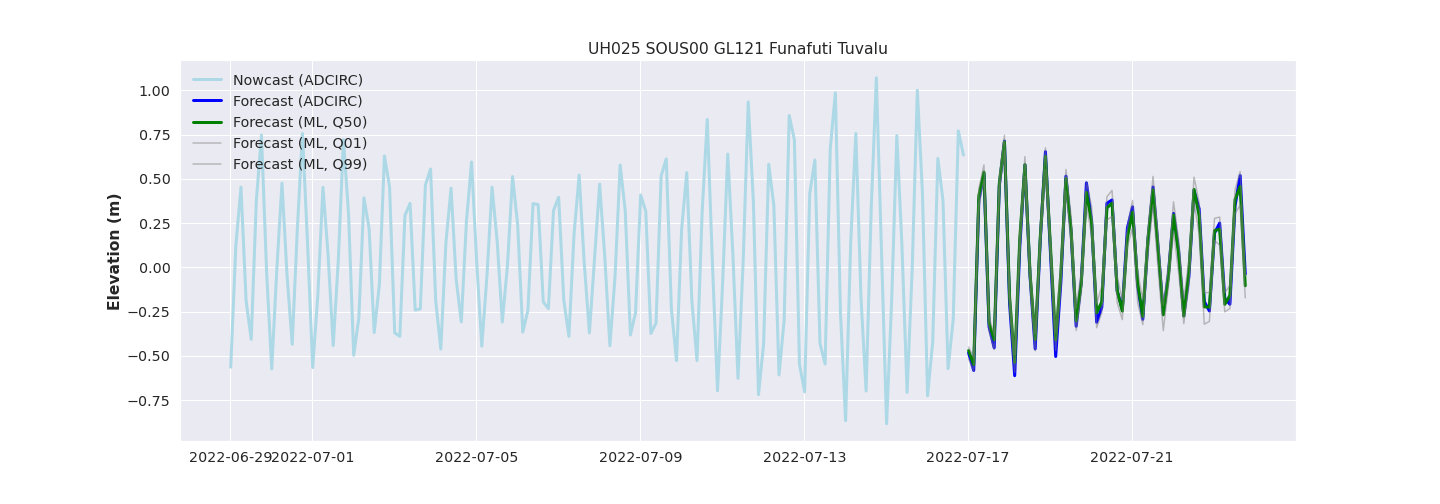 UH025 SOUS00 GL121 Funafuti Tuvalu
Nowcast (ADCIRC)
Forecast (ADCIRC)
Forecast (ML, Q50)
Forecast (ML, Q01)
Forecast (ML, Q99)
Elevation (m)
1.00
0.75
0.50
0.25
0.00
−0.25
−0.50
−0.75
2022-06-29 2022-07-01 2022-07-05 2022-07-09 2022-07-13 2022-07-17 2022-07-21